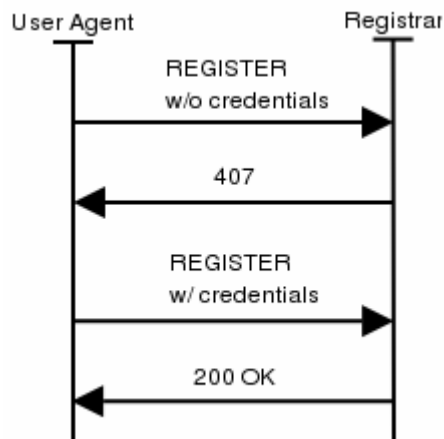 User Agent
Registrar
REGISTER
w/o credentials
407
REGISTER
w/ credentials
200 OK